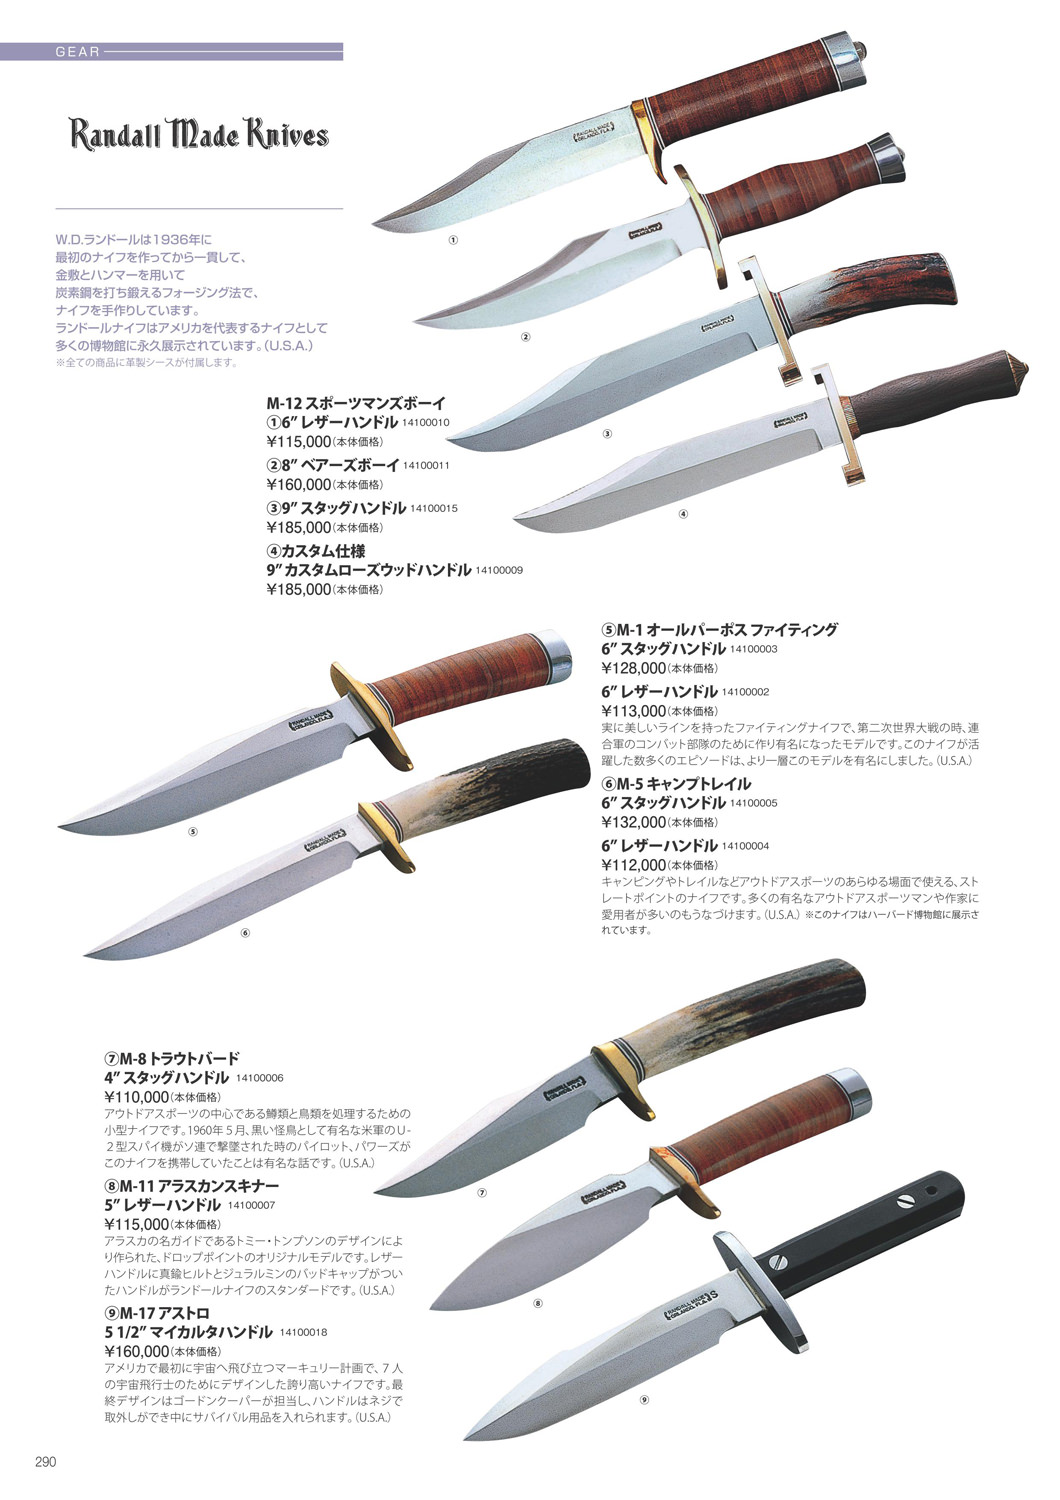 GEAR
Randall Made Knives
W.D.ランドールは1936年に
最初のナイフを作ってから一貫して、
金敷とハンマーを用いて
炭素鋼を打ち鍛えるフォージング法で、
ナイフを手作りしています。
ランドールナイフはアメリカを代表するナイフとして
多くの博物館に永久展示されています。(U.S.A.)
※全ての商品に革製シースが付属します。
RANDALL MADE
ORLANDO, FLA.
①
RANDALL MADE
ORLANDO, FLA.
②
RANDALL MADE
ORLANDO, FLA.
③
RANDALL MADE
ORLANDO, FLA.
④
M-12 スポーツマンズボーイ
①6” レザーハンドル 14100010
¥115,000(本体価格)
②8” ベアーズボーイ 14100011
¥160,000(本体価格)
③9” スタッグハンドル 14100015
¥185,000(本体価格)
④カスタム仕様
9” カスタムローズウッドハンドル 14100009
¥185,000(本体価格)
RANDALL MADE
ORLANDO, FLA.
⑤
RANDALL MADE
ORLANDO, FLA.
⑥
⑤M-1 オールパーポス ファイティング
6” スタッグハンドル 14100003
¥128,000(本体価格)
6” レザーハンドル 14100002
¥113,000(本体価格)
実に美しいラインを持ったファイティングナイフで、第二次世界大戦の時、連
合軍のコンバット部隊のために作り有名になったモデルです。このナイフが活
躍した数多くのエピソードは、より一層このモデルを有名にしました。(U.S.A.)
⑥M-5 キャンプトレイル
6” スタッグハンドル 14100005
¥132,000(本体価格)
6” レザーハンドル 14100004
¥112,000(本体価格)
キャンピングやトレイルなどアウトドアスポーツのあらゆる場面で使える、スト
レートポイントのナイフです。多くの有名なアウトドアスポーツマンや作家に
愛用者が多いのもうなづけます。(U.S.A.) ※このナイフはハーバード博物館に展示さ
れています。
⑦M-8 トラウトバード
4” スタッグハンドル 14100006
¥110,000(本体価格)
アウトドアスポーツの中心である鱒類と鳥類を処理するための
小型ナイフです。1960年5月、黒い怪鳥として有名な米軍のU-
2型スパイ機がソ連で撃墜された時のパイロット、パワーズが
このナイフを携帯していたことは有名な話です。(U.S.A.)
⑧M-11 アラスカンスキナー
5” レザーハンドル 14100007
¥115,000(本体価格)
アラスカの名ガイドであるトミー・トンプソンのデザインによ
り作られた、ドロップポイントのオリジナルモデルです。レザー
ハンドルに真鍮ヒルトとジュラルミンのバッドキャップがつい
たハンドルがランドールナイフのスタンダードです。(U.S.A.)
⑨M-17 アストロ
5 1/2” マイカルタハンドル 14100018
¥160,000(本体価格)
アメリカで最初に宇宙へ飛び立つマーキュリー計画で、7人
の宇宙飛行士のためにデザインした誇り高いナイフです。最
終デザインはゴードンクーパーが担当し、ハンドルはネジで
取外しができ中にサバイバル用品を入れられます。(U.S.A.)
RANDALL MADE
ORLANDO, FLA.
⑦
RANDALL MADE
ORLANDO, FLA.
⑧
RANDALL MADE
ORLANDO, FLA. S
⑨
290